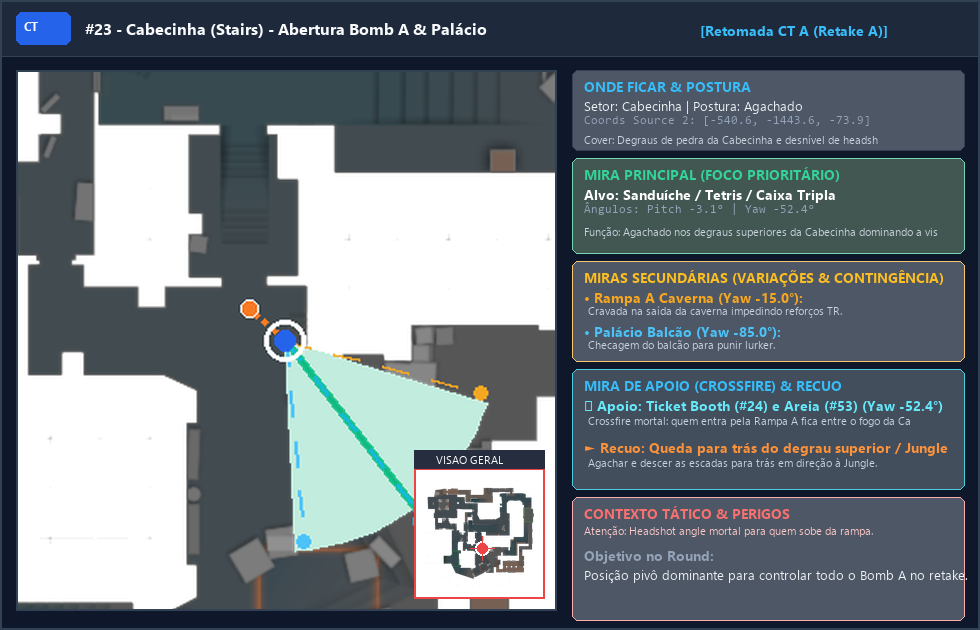 CT
#23 - Cabecinha (Stairs) - Abertura Bomb A & Palácio
[Retomada CT A (Retake A)]
VISAO GERAL
ONDE FICAR & POSTURA
Setor: Cabecinha | Postura: Agachado
Coords Source 2: [-540.6, -1443.6, -73.9]
Cover: Degraus de pedra da Cabecinha e desnível de headsh
MIRA PRINCIPAL (FOCO PRIORITÁRIO)
Alvo: Sanduíche / Tetris / Caixa Tripla
Ângulos: Pitch -3.1° | Yaw -52.4°
Função: Agachado nos degraus superiores da Cabecinha dominando a vis
MIRAS SECUNDÁRIAS (VARIAÇÕES & CONTINGÊNCIA)
• Rampa A Caverna (Yaw -15.0°):
Cravada na saída da caverna impedindo reforços TR.
• Palácio Balcão (Yaw -85.0°):
Checagem do balcão para punir lurker.
MIRA DE APOIO (CROSSFIRE) & RECUO
Apoio: Ticket Booth (#24) e Areia (#53) (Yaw -52.4°)
Crossfire mortal: quem entra pela Rampa A fica entre o fogo da Ca
► Recuo: Queda para trás do degrau superior / Jungle
Agachar e descer as escadas para trás em direção à Jungle.
CONTEXTO TÁTICO & PERIGOS
Atenção: Headshot angle mortal para quem sobe da rampa.
Objetivo no Round:
Posição pivô dominante para controlar todo o Bomb A no retake.